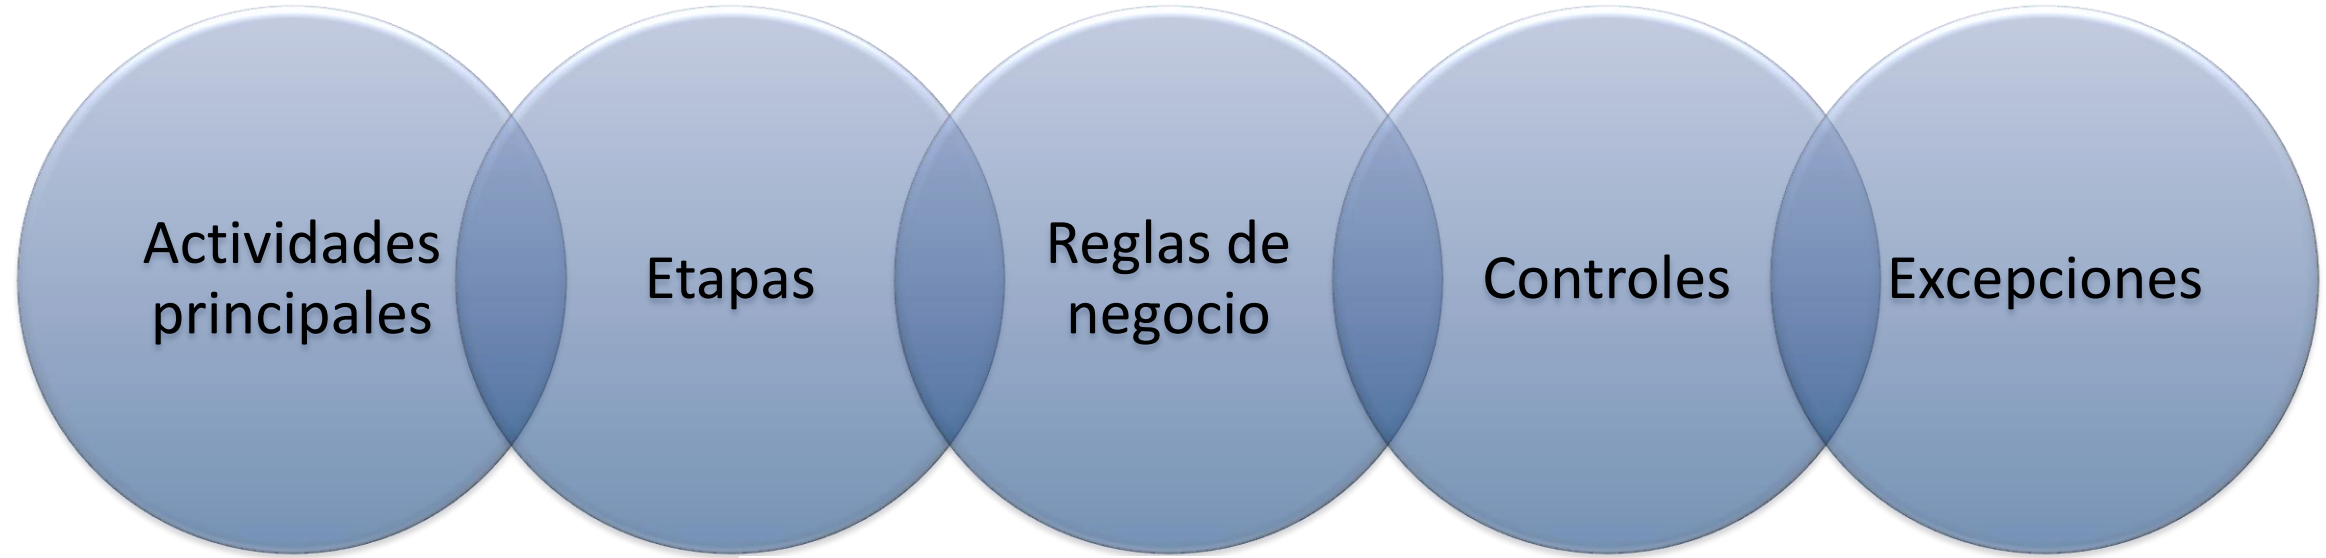 Actividades
principales
Etapas
Reglas de
negocio
Controles
Excepciones